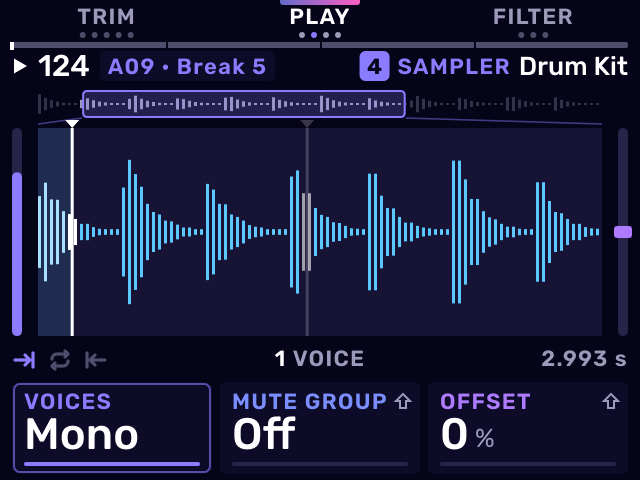 TRIM PLAY FILTER
124 A09 • Break 5 4 SAMPLER Drum Kit
1 VOICE 2.993 s
VOICES MUTE GROUP OFFSET
Mono Off 0 %